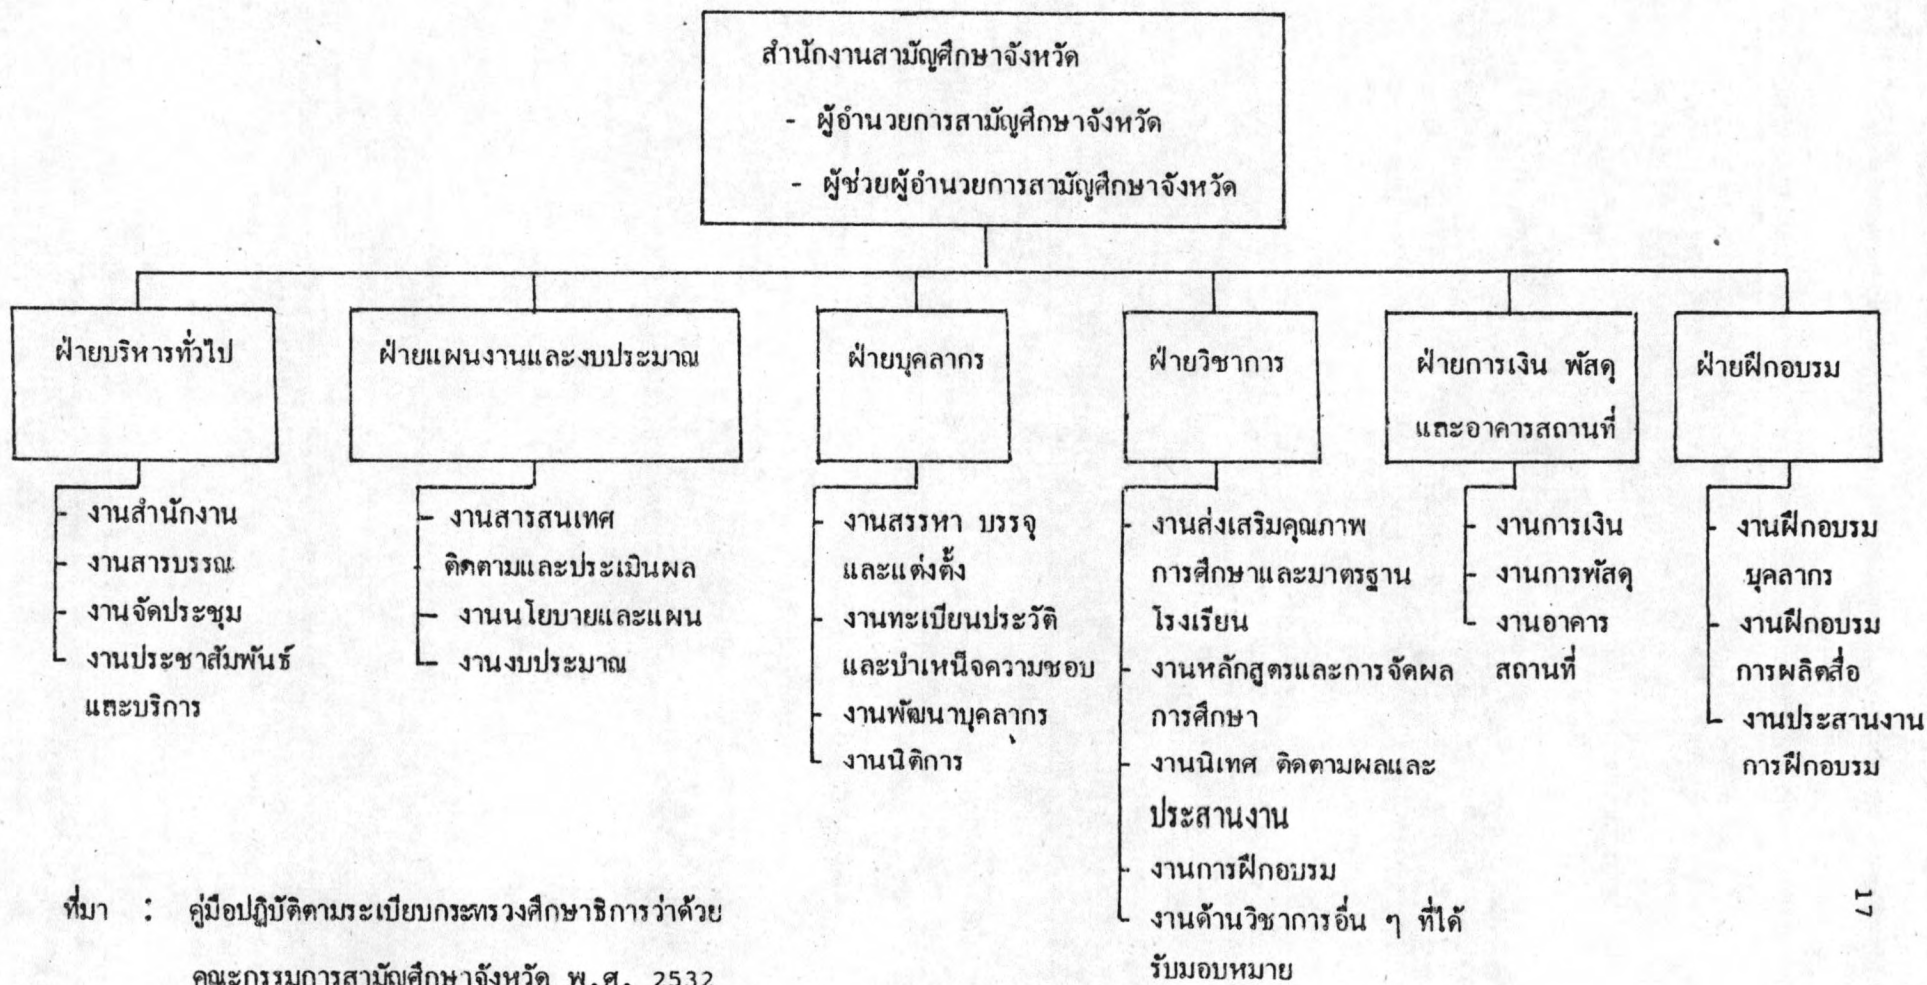 สำนักงานสามัญศึกษาจังหวัด
- ผู้อำนวยการสามัญศึกษาจังหวัด
- ผู้ช่วยผู้อำนวยการสามัญศึกษาจังหวัด
ฝ่ายบริหารทั่วไป
- งานสำนักงาน
- งานสารบรรณ
- งานจัดประชุม
- งานประชาสัมพันธ์
และบริการ
ฝ่ายแผนงานและงบประมาณ
- งานสารสนเทศ
ติดตามและประเมินผล
- งานนโยบายและแผน
- งานงบประมาณ
ฝ่ายบุคลากร
- งานสรรหา บรรจุ
และแต่งตั้ง
- งานทะเบียนประวัติ
และบำเหน็จความชอบ
- งานพัฒนาบุคลากร
- งานนิติการ
ฝ่ายวิชาการ
- งานส่งเสริมคุณภาพ
การศึกษาและมาตรฐาน
โรงเรียน
- งานหลักสูตรและการจัดผล
การศึกษา
- งานนิเทศ ติดตามผลและ
ประสานงาน
- งานการฝึกอบรม
- งานด้านวิชาการอื่น ๆ ที่ได้
รับมอบหมาย
ฝ่ายการเงิน พัสดุ
และอาคารสถานที่
- งานการเงิน
- งานการพัสดุ
- งานอาคาร
สถานที่
ฝ่ายฝึกอบรม
- งานฝึกอบรม
บุคลากร
- งานฝึกอบรม
การผลิตสื่อ
- งานประสานงาน
การฝึกอบรม
ที่มา : คู่มือปฏิบัติตามระเบียบกระทรวงศึกษาธิการว่าด้วย
คณะกรรมการสามัญศึกษาจังหวัด พ.ศ. 2532
17